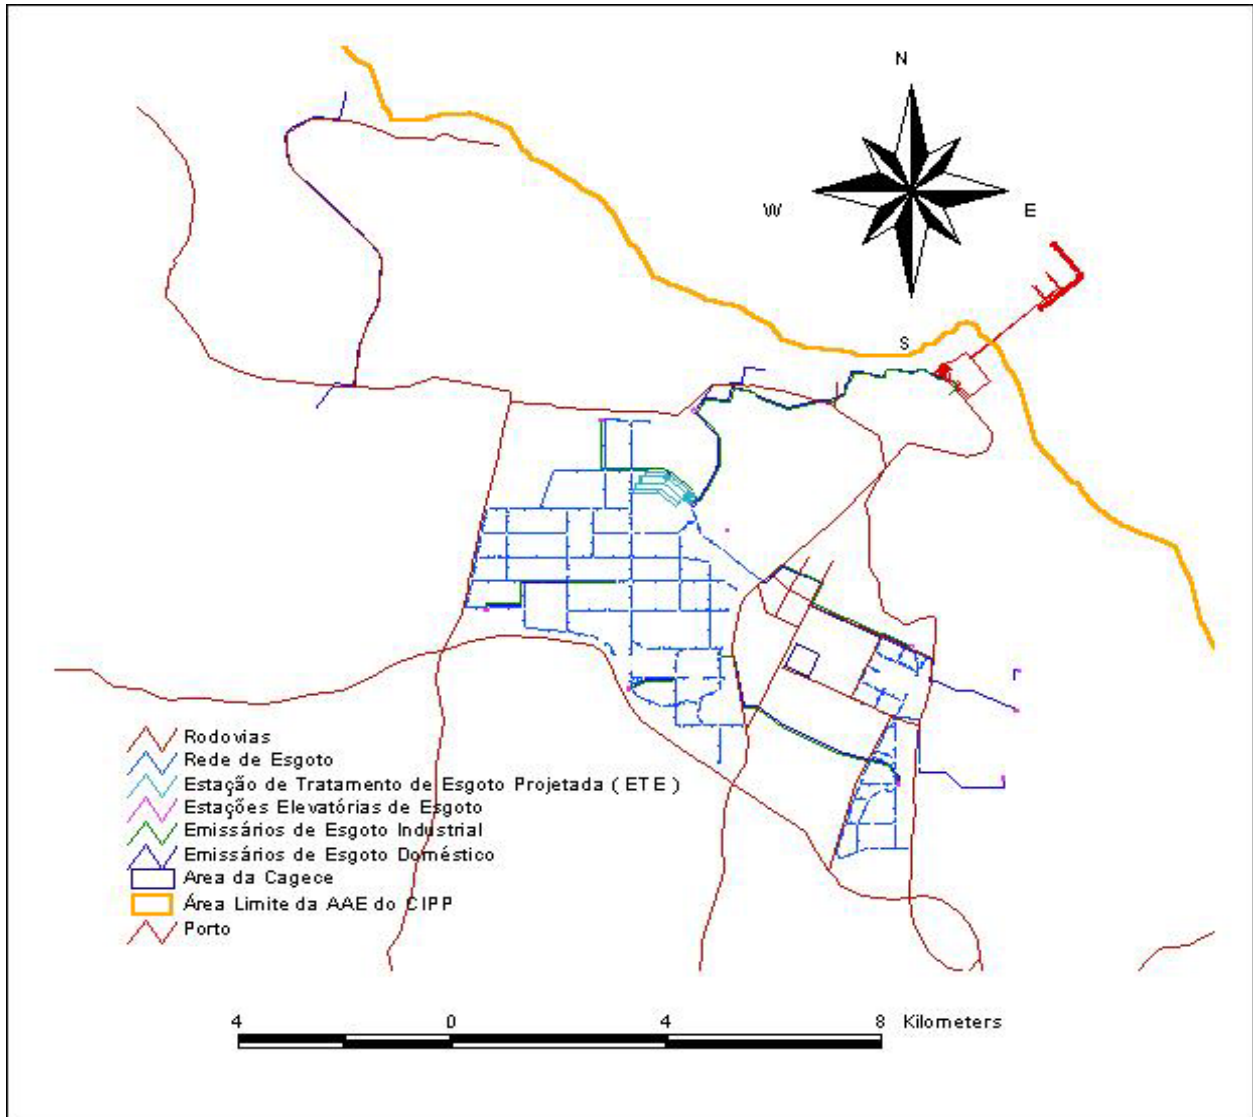 N
W
E
S
Rodovias
Rede de Esgoto
Estação de Tratamento de Esgoto Projetada ( ETE )
Estações Elevatórias de Esgoto
Emissários de Esgoto Industrial
Emissários de Esgoto Doméstico
Area da Cagece
Área Limite da AAE do CIPP
Porto
4 0 4 8 Kilometers